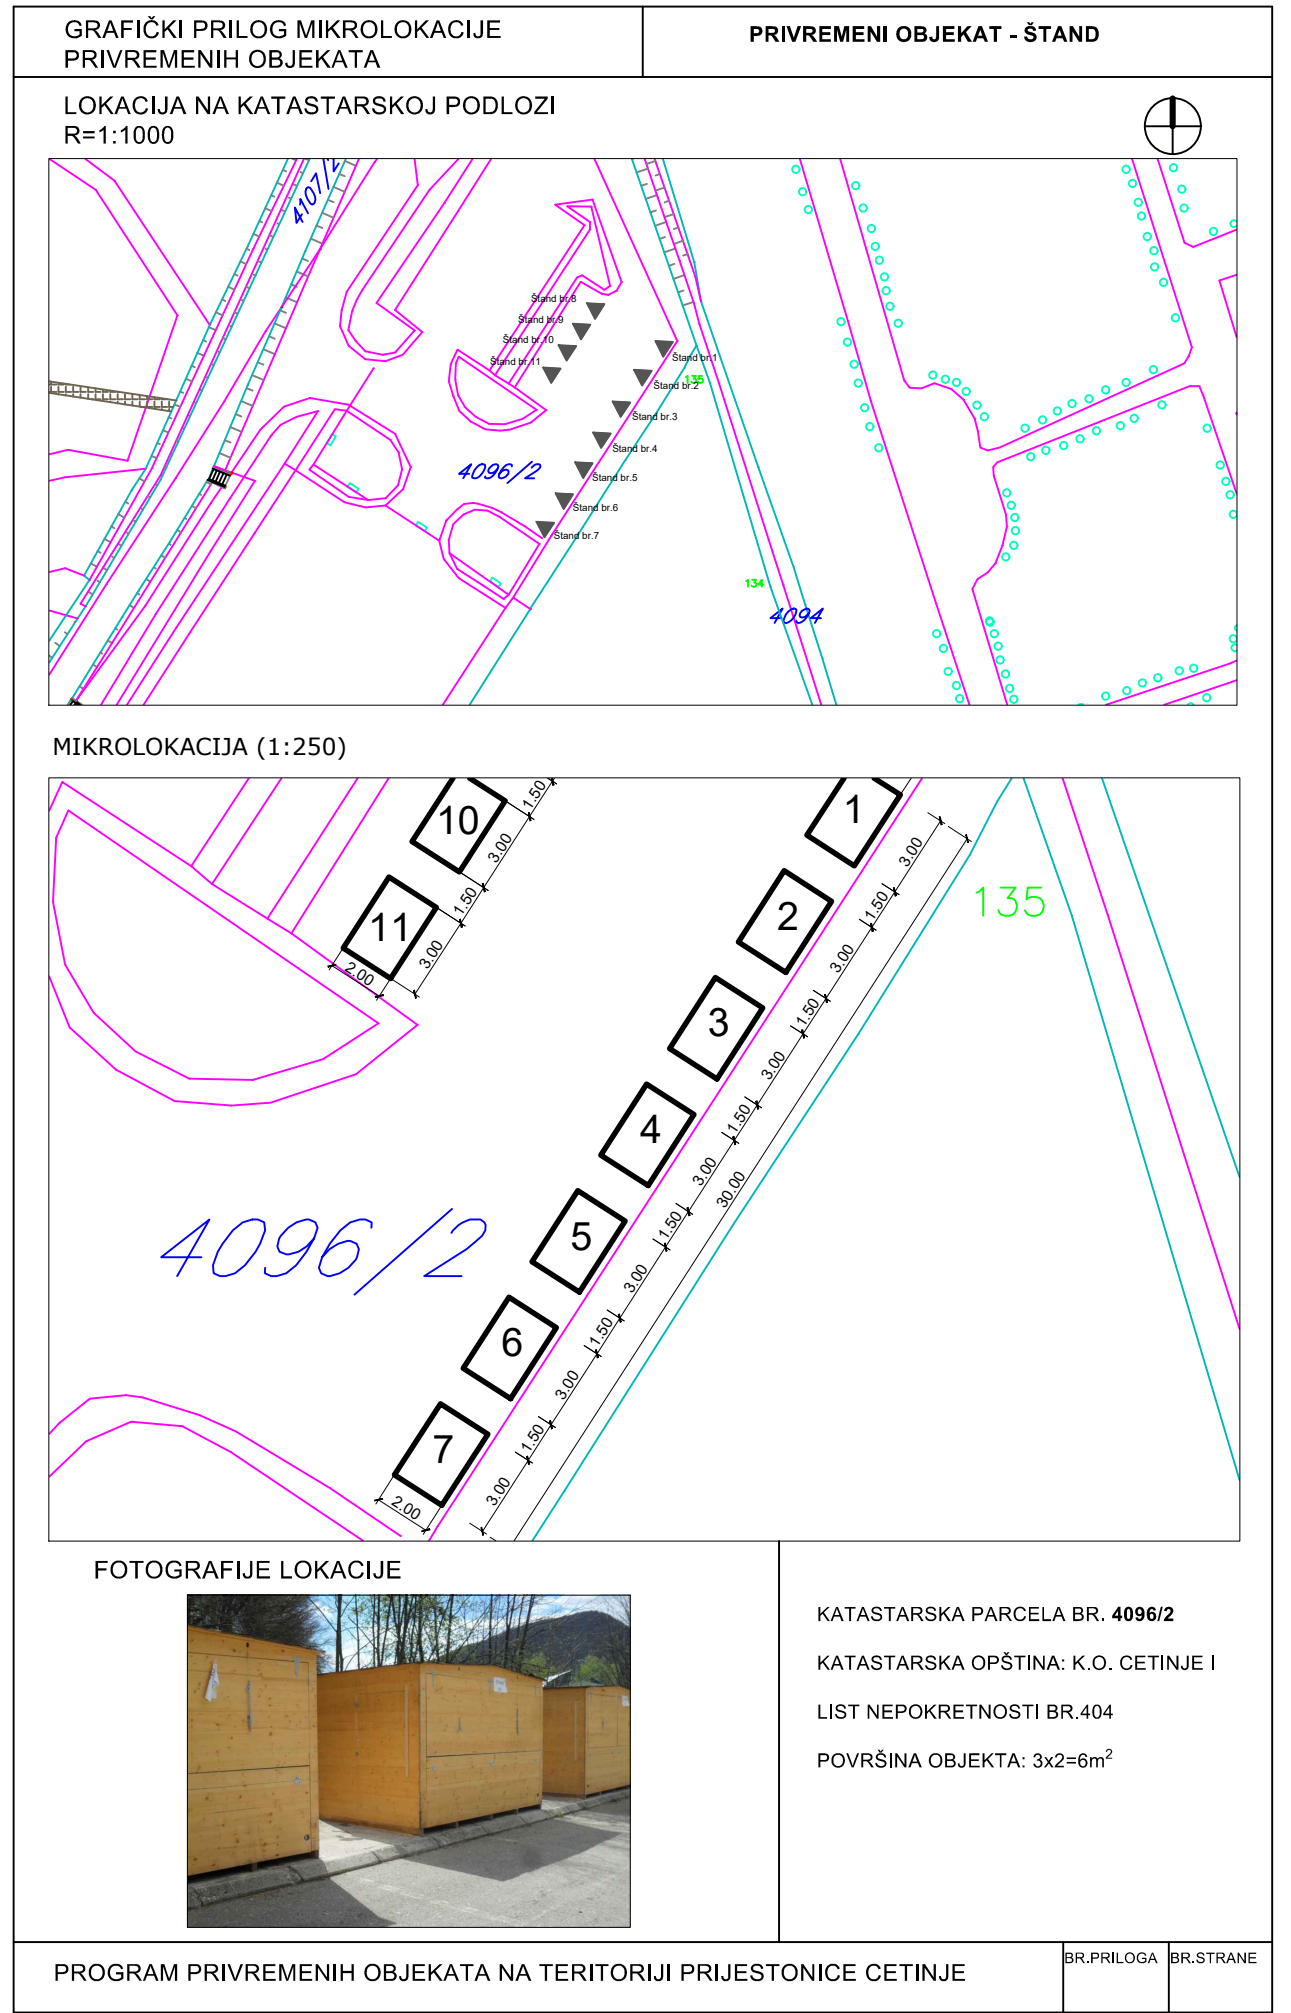 GRAFIČKI PRILOG MIKROLOKACIJE
PRIVREMENIH OBJEKATA
PRIVREMENI OBJEKAT - ŠTAND
LOKACIJA NA KATASTARSKOJ PODLOZI
R=1:1000
4107/2
Štand br.8
Štand br.9
Štand br.10
Štand br.11
Štand br.1
135
Štand br.2
Štand br.3
Štand br.4
4096/2
Štand br.5
Štand br.6
Štand br.7
134
4094
MIKROLOKACIJA (1:250)
10
1.50
3.00
1.50
11
3.00
2.00
1
3.00
135
2
1.50
3.00
3
1.50
3.00
4
1.50
3.00
30.00
5
1.50
3.00
4096/2
6
1.50
3.00
7
1.50
3.00
2.00
FOTOGRAFIJE LOKACIJE
KATASTARSKA PARCELA BR. 4096/2
KATASTARSKA OPŠTINA: K.O. CETINJE I
LIST NEPOKRETNOSTI BR.404
POVRŠINA OBJEKTA: 3x2=6m²
PROGRAM PRIVREMENIH OBJEKATA NA TERITORIJI PRIJESTONICE CETINJE
BR.PRILOGA
BR.STRANE